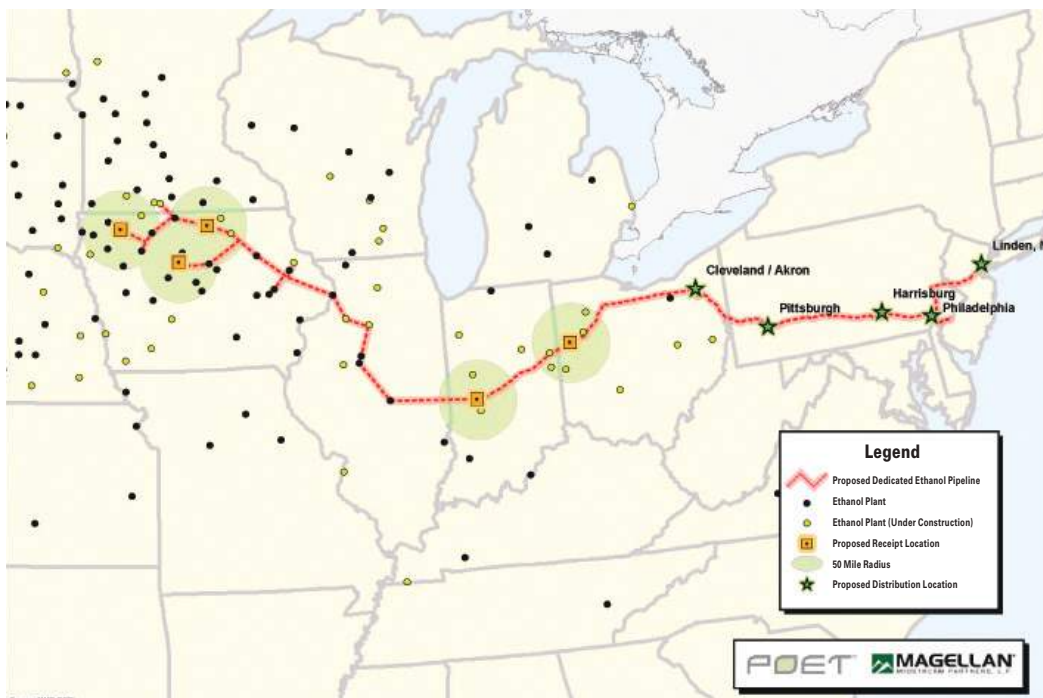 Cleveland / Akron
Pittsburgh
Harrisburg
Philadelphia
Linden, N
Legend
Proposed Dedicated Ethanol Pipeline
Ethanol Plant
Ethanol Plant (Under Construction)
Proposed Receipt Location
50 Mile Radius
Proposed Distribution Location
POET
MAGELLAN
MIDSTREAM PARTNERS, L.P.